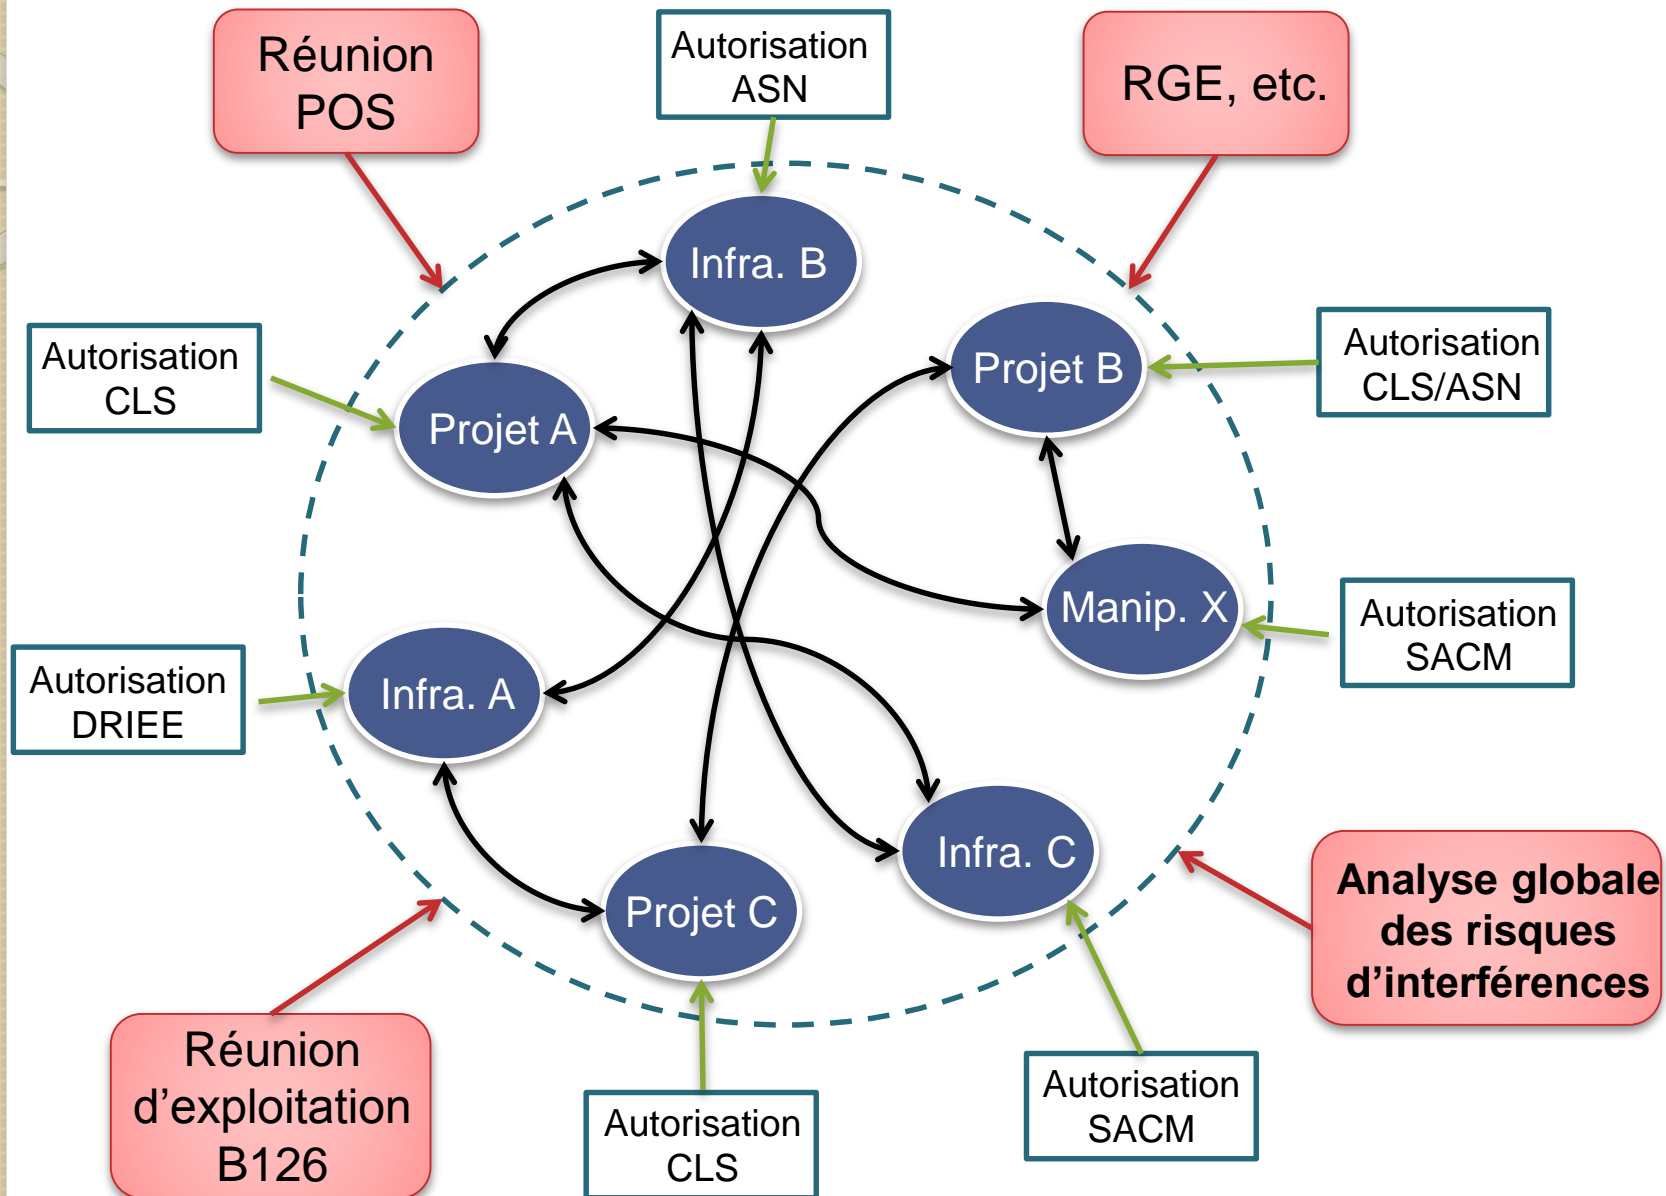 Réunion
POS
Autorisation
ASN
RGE, etc.
Infra. B
Autorisation
CLS
Projet A
Projet B
Autorisation
CLS/ASN
Manip. X
Autorisation
SACM
Autorisation
DRIEE
Infra. A
Infra. C
Projet C
Analyse globale
des risques
d’interférences
Réunion
d’exploitation
B126
Autorisation
CLS
Autorisation
SACM